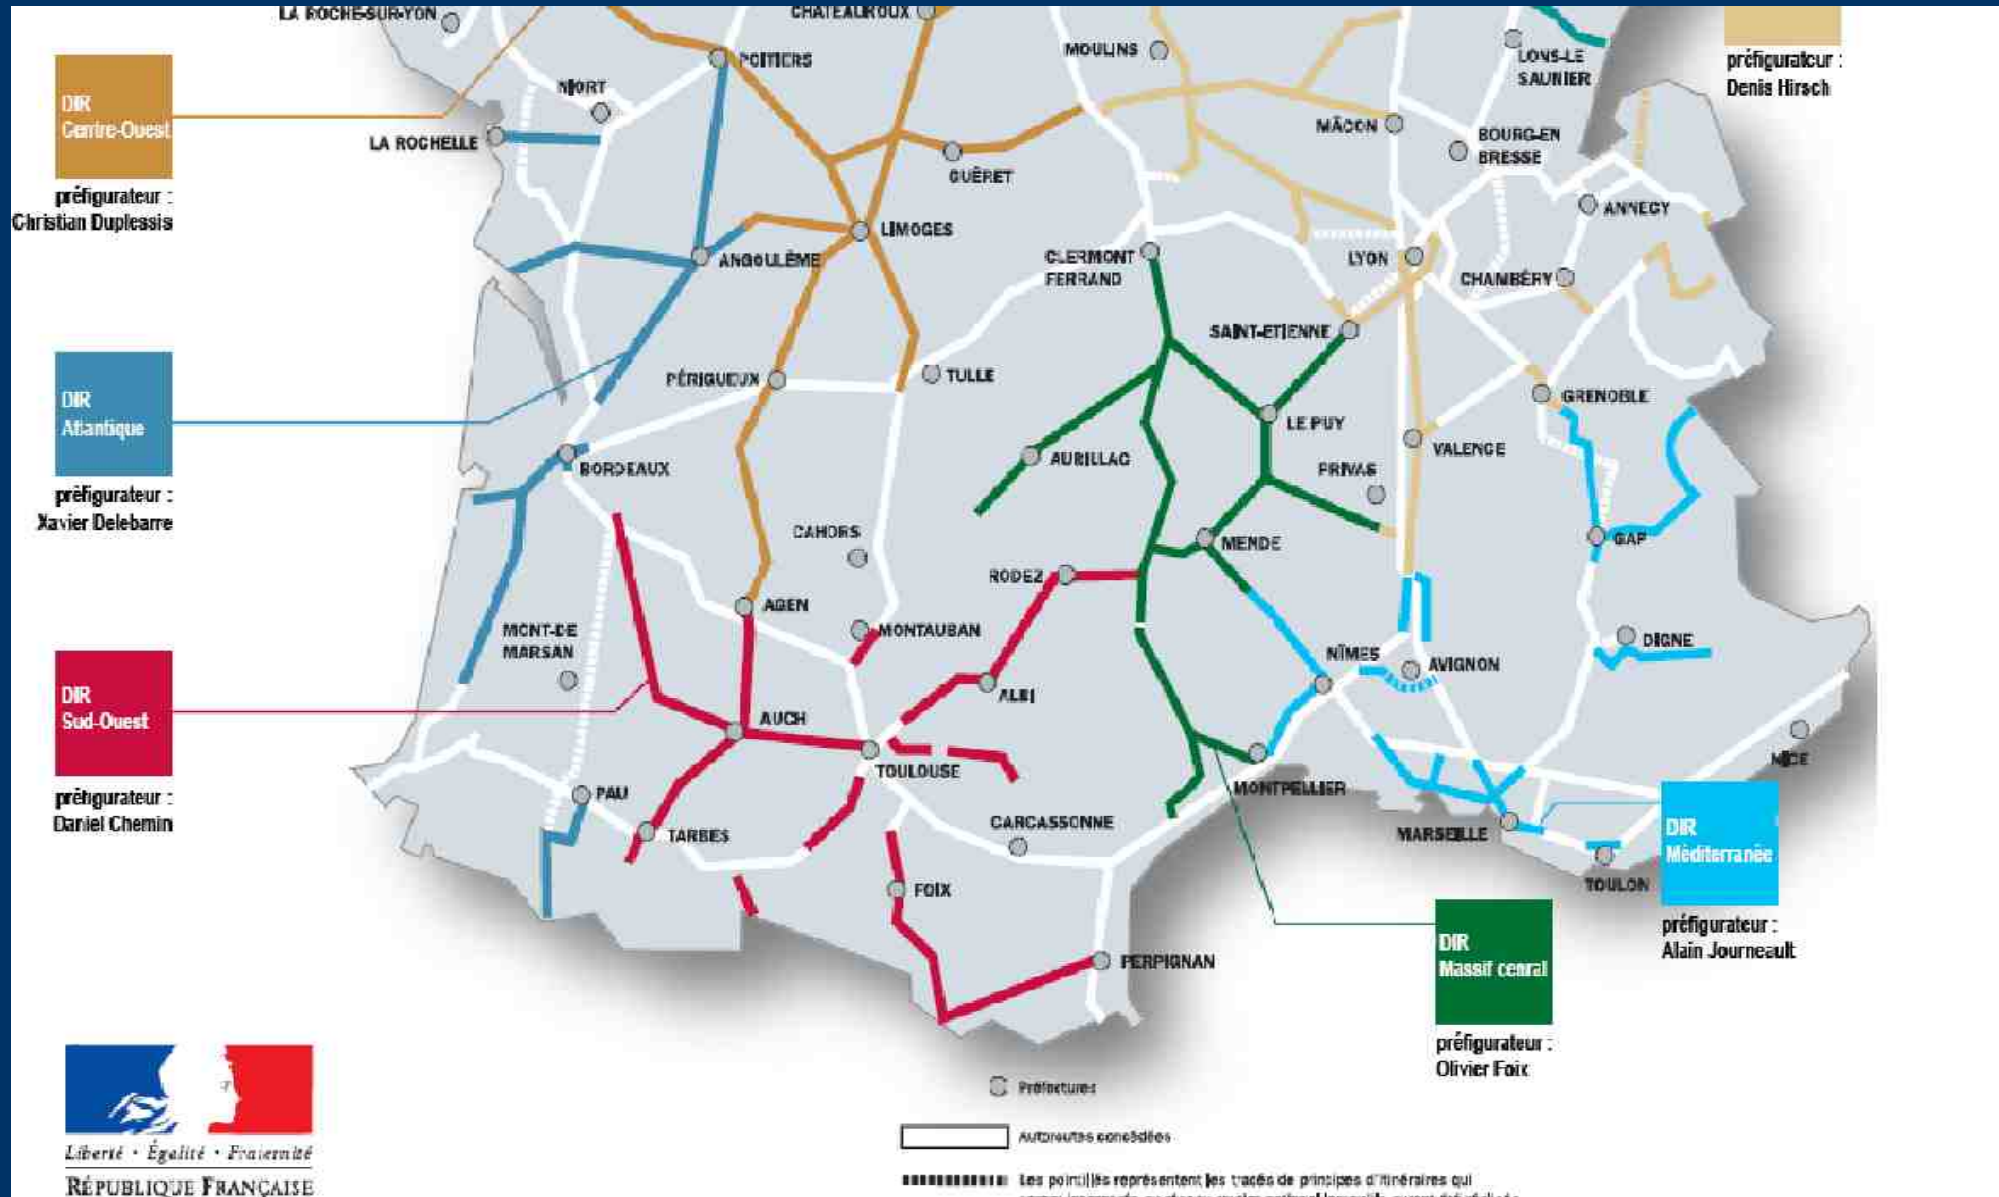 LA ROCHE-SUR-YON
CHATEAUROUX
POITIERS
MOULINS
LONS-LE
SAUNIER
préfigurateur :
Denis Hirsch
NIORT
DIR
Centre-Ouest
LA ROCHELLE
GUÉRET
MÂCON
BOURG-EN
BRESSE
préfigurateur :
Christian Duplessis
LIMOGES
ANNECY
ANGOULÊME
CLERMONT
FERRAND
LYON
CHAMBÉRY
SAINT-ETIENNE
DIR
Atlantique
PÉRIGUEUX
TULLE
GRENOBLE
LE PUY
BORDEAUX
AURILLAC
VALENCE
PRIVAS
préfigurateur :
Xavier Delebarre
CAHORS
MENDE
GAP
RODEZ
AGEN
MONT-DE
MARSAN
MONTAUBAN
NÎMES
AVIGNON
DIGNE
DIR
Sud-Ouest
ALBI
AUCH
TOULOUSE
NICE
PAU
MONTPELLIER
préfigurateur :
Daniel Chemin
TARBES
CARCASSONNE
MARSEILLE
DIR
Méditerranée
TOULON
FOIX
préfigurateur :
Alain Journeault
PERPIGNAN
DIR
Massif cenral
préfigurateur :
Olivier Foix
Préfectures
Autoroutes concédées
Liberté • Égalité • Fraternité
RÉPUBLIQUE FRANÇAISE
Les pointillés représentent les tracés de principes d'itinéraires qui